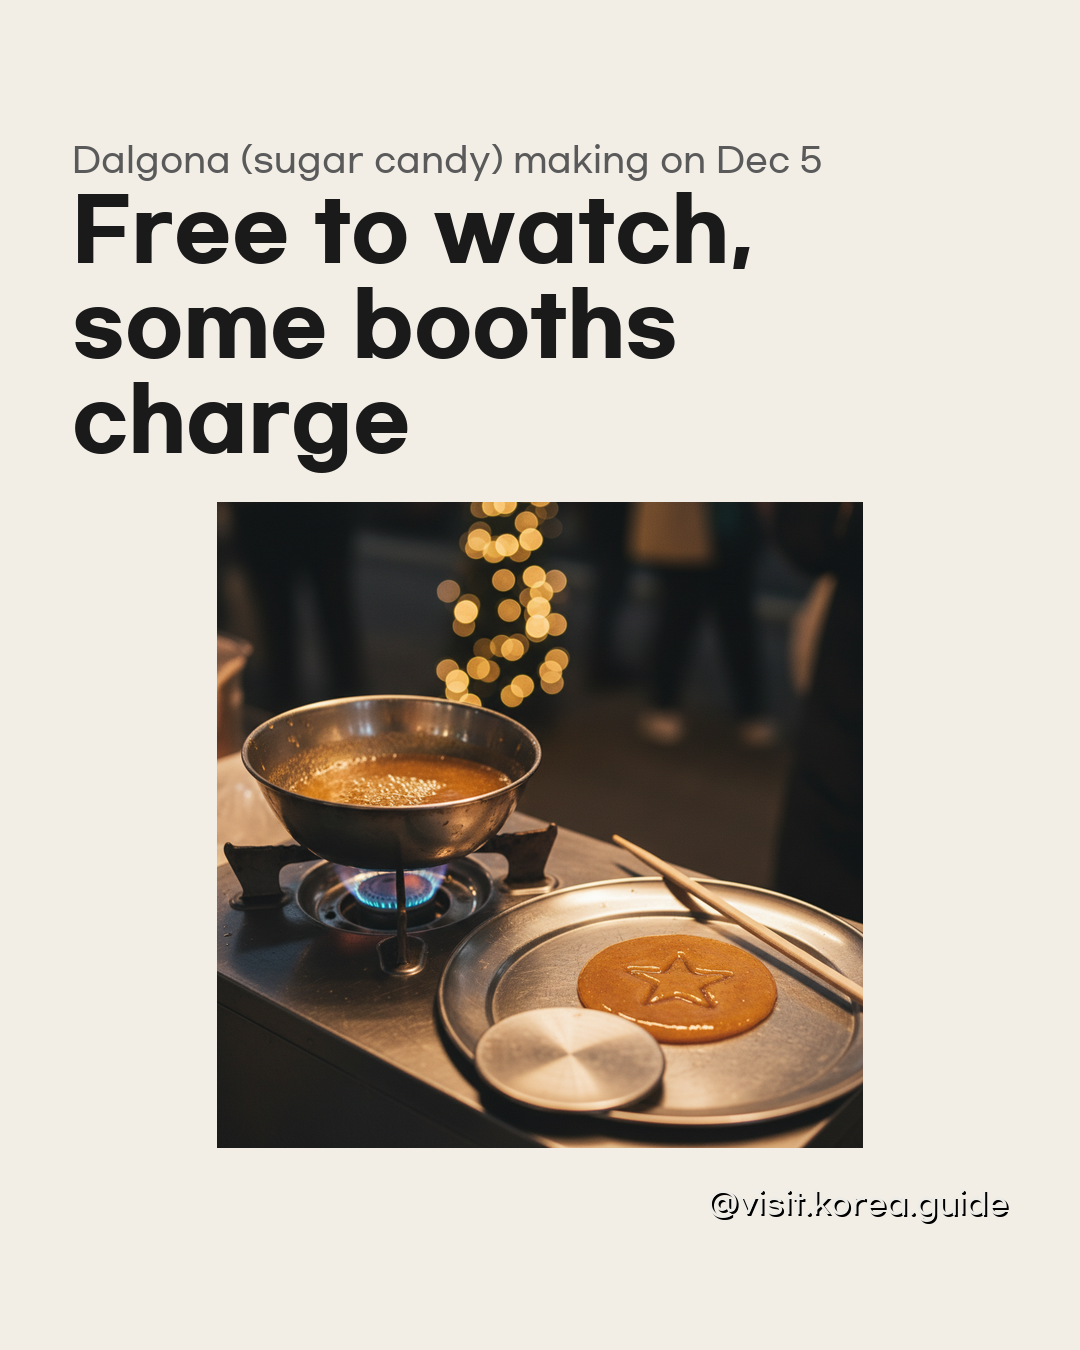 Dalgona (sugar candy) making on Dec 5
Free to watch,
some booths
charge
@visit.korea.guide